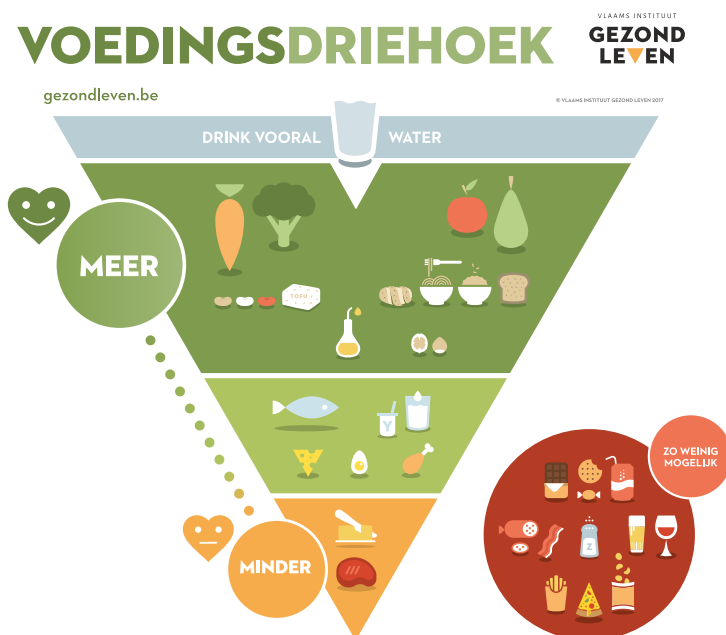 VLAAMS INSTITUUT
GEZOND
LEVEN
VOEDINGSDRIEHOEK
gezondleven.be
© VLAAMS INSTITUUT GEZOND LEVEN 2017
DRINK VOORAL WATER
MEER
TOFU
Y
ZO WEINIG
MOGELIJK
Z
MINDER